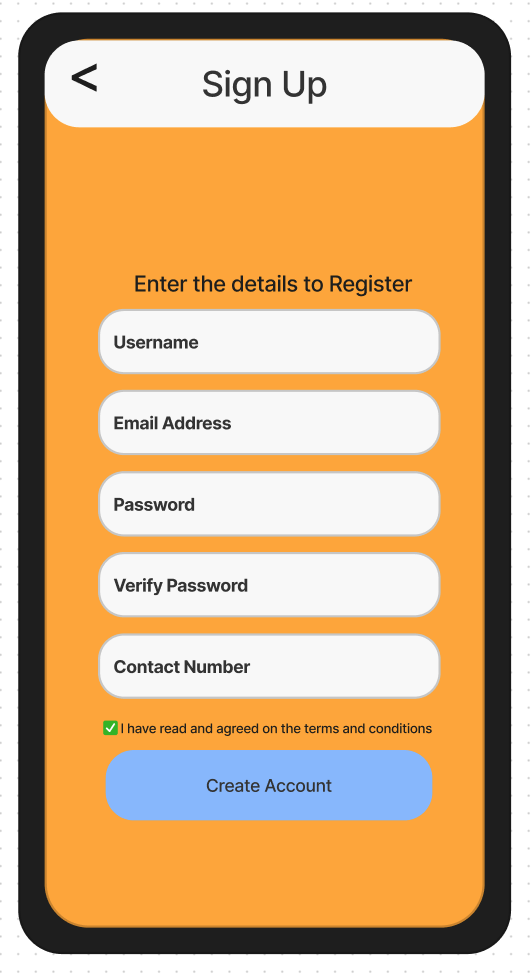 < Sign Up
Enter the details to Register
Username
Email Address
Password
Verify Password
Contact Number
✅ I have read and agreed on the terms and conditions
Create Account